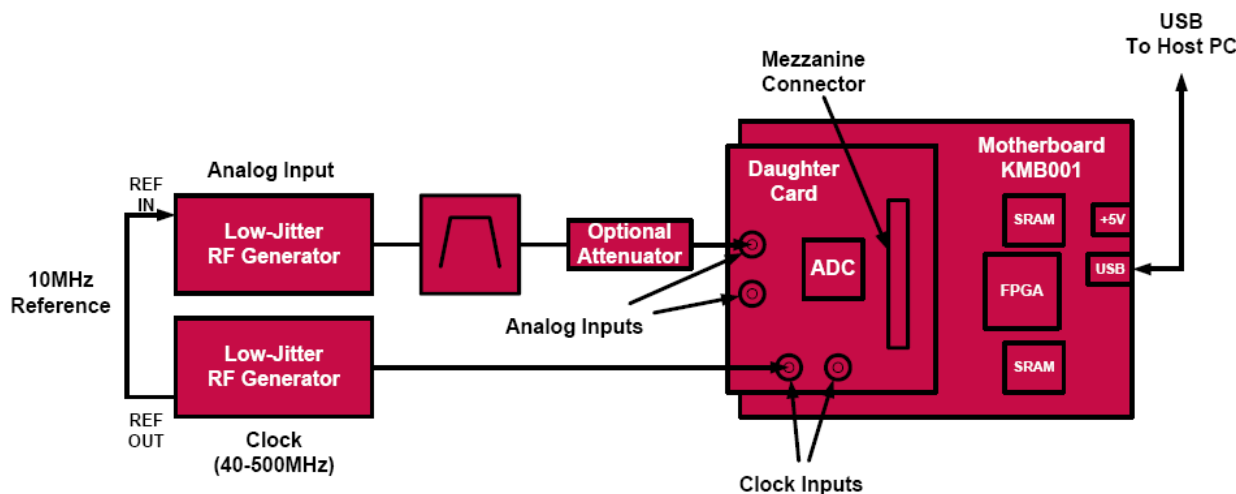 USB
To Host PC
Mezzanine
Connector
Analog Input
REF
IN
Low-Jitter
RF Generator
Optional
Attenuator
Daughter
Card
Motherboard
KMB001
SRAM
+5V
ADC
USB
FPGA
10MHz
Reference
Analog Inputs
Low-Jitter
RF Generator
SRAM
REF
OUT
Clock
(40-500MHz)
Clock Inputs